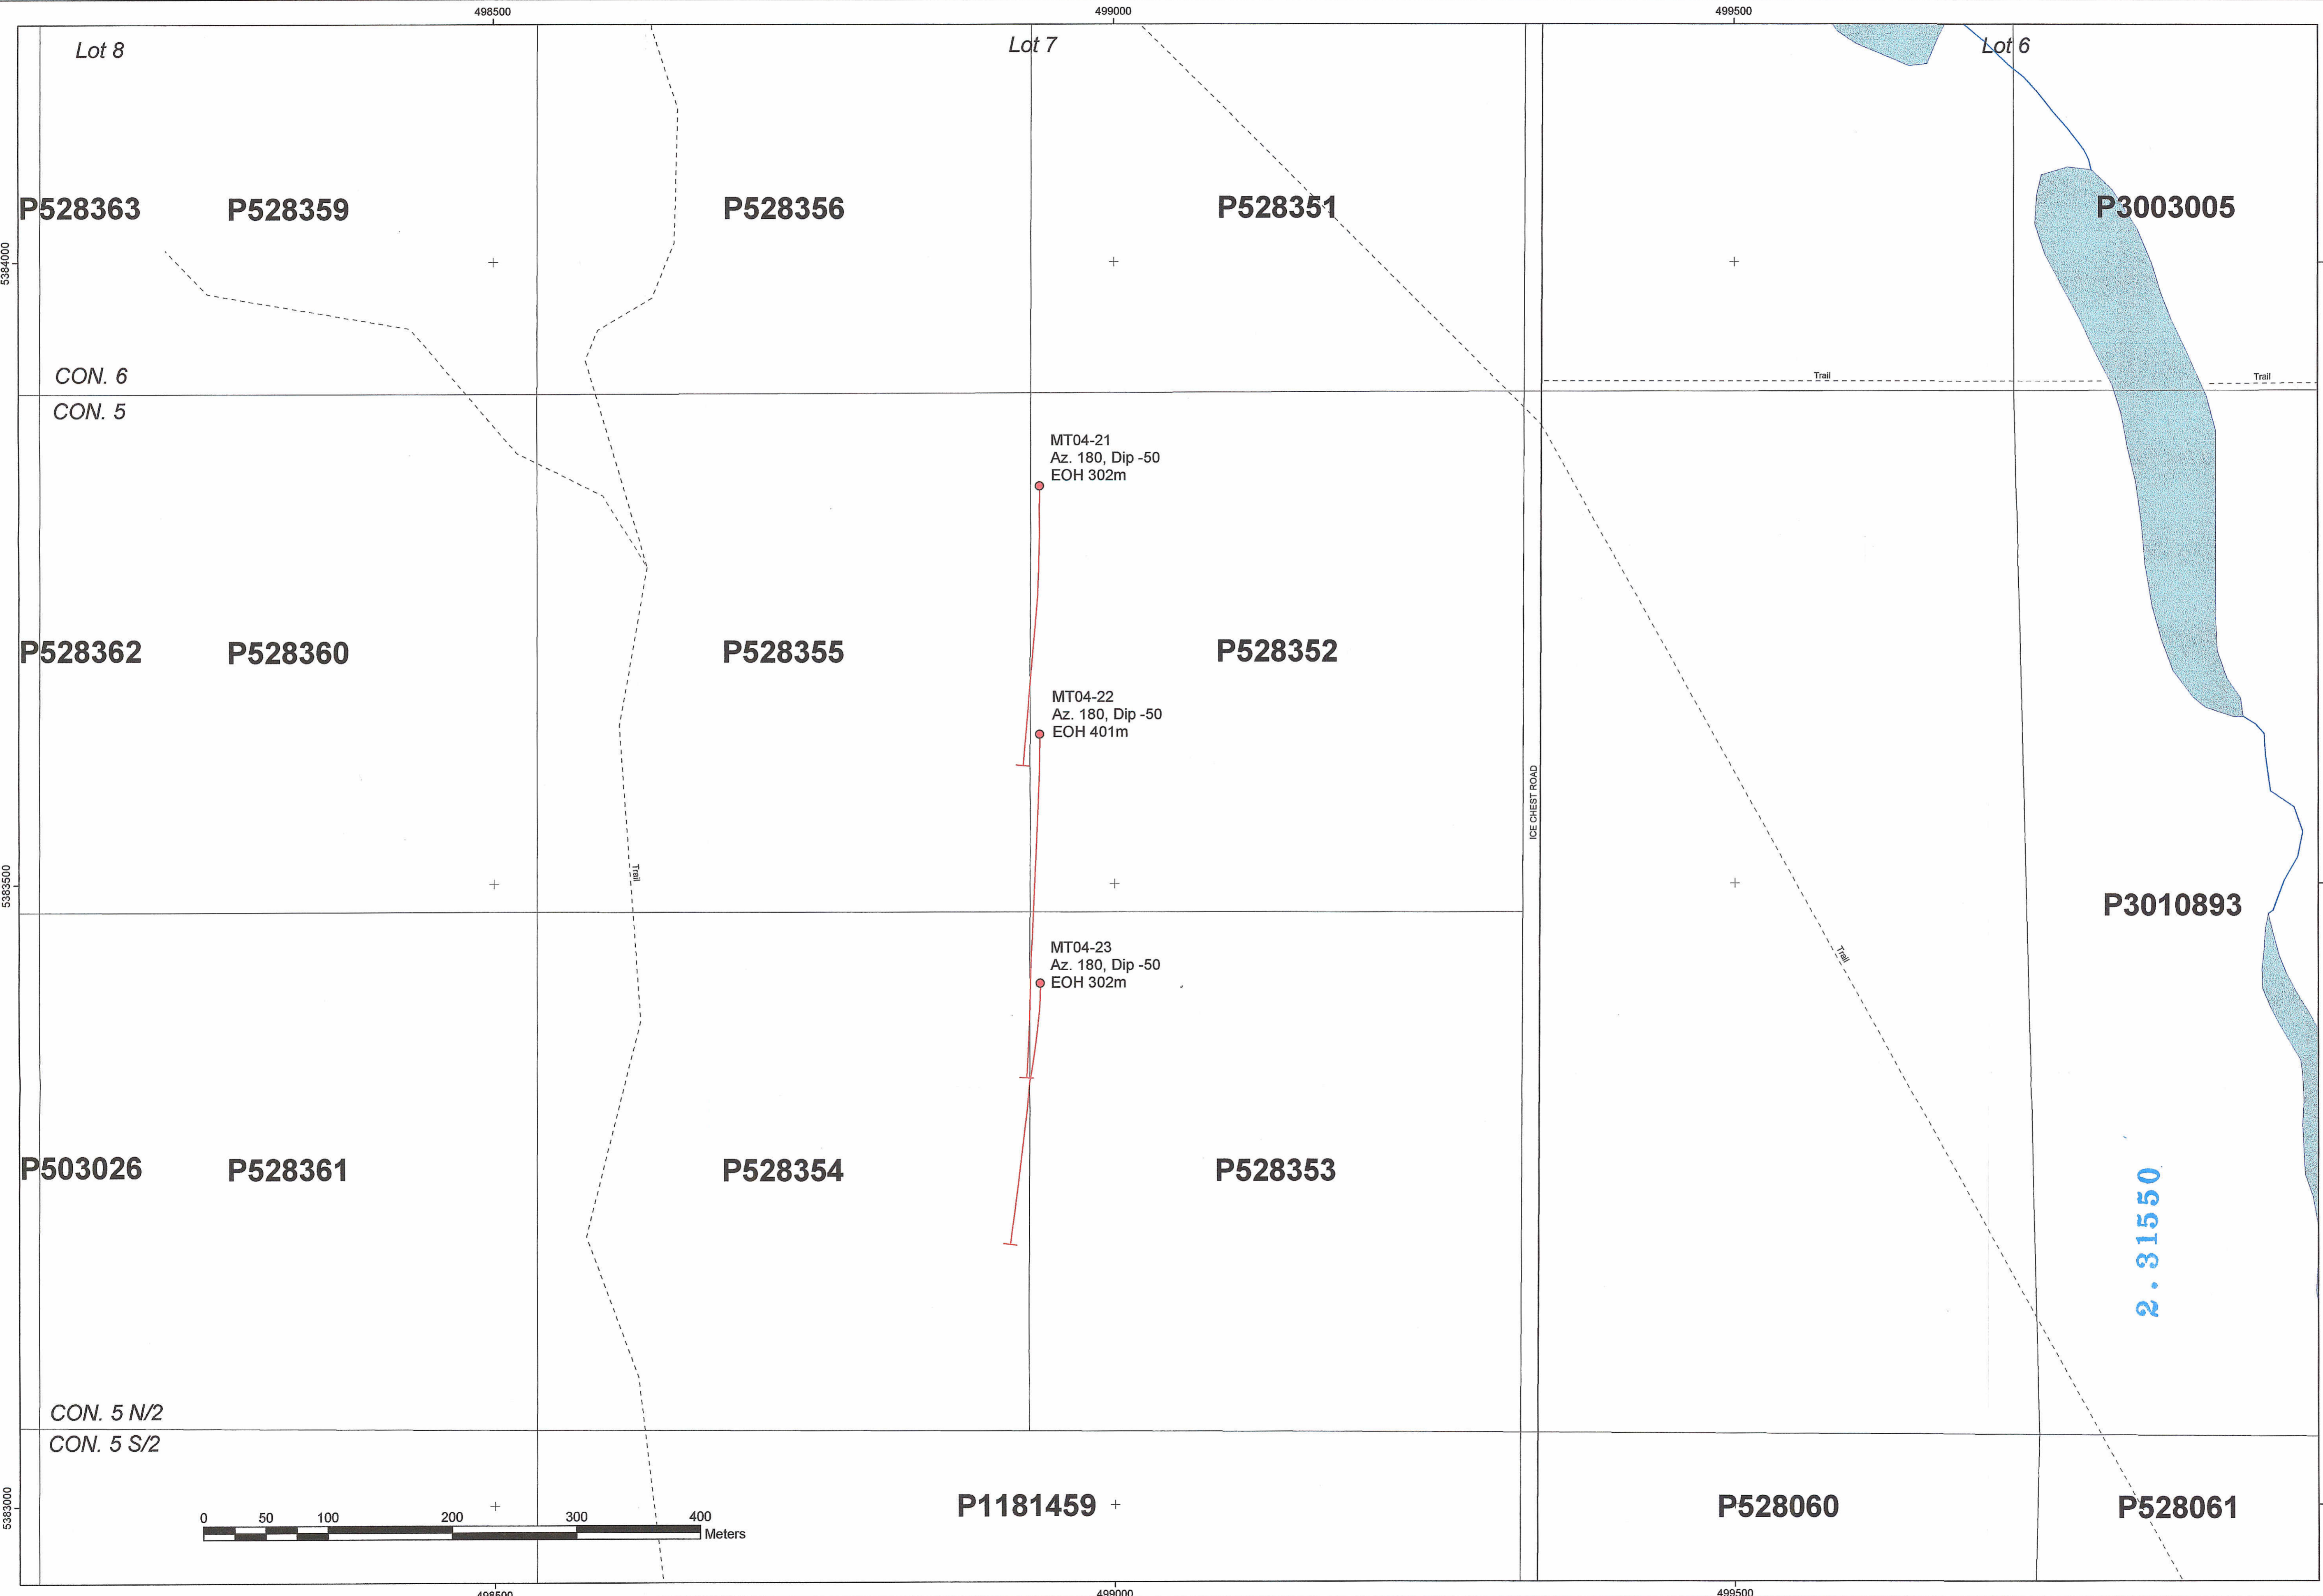 498500
499000
499500
Lot 8
Lot 7
Lot 6
P528363
P528359
P528356
P528351
P3003005
5384000
CON. 6
CON. 5
Trail
Trail
MT04-21
Az. 180, Dip -50
EOH 302m
P528362
P528360
P528355
P528352
MT04-22
Az. 180, Dip -50
EOH 401m
ICE CHEST ROAD
5383500
Trail
P3010893
MT04-23
Az. 180, Dip -50
EOH 302m
Trail
P503026
P528361
P528354
P528353
2.31550
CON. 5 N/2
CON. 5 S/2
5383000
P1181459
P528060
P528061
0 50 100 200 300 400
Meters
498500
499000
499500